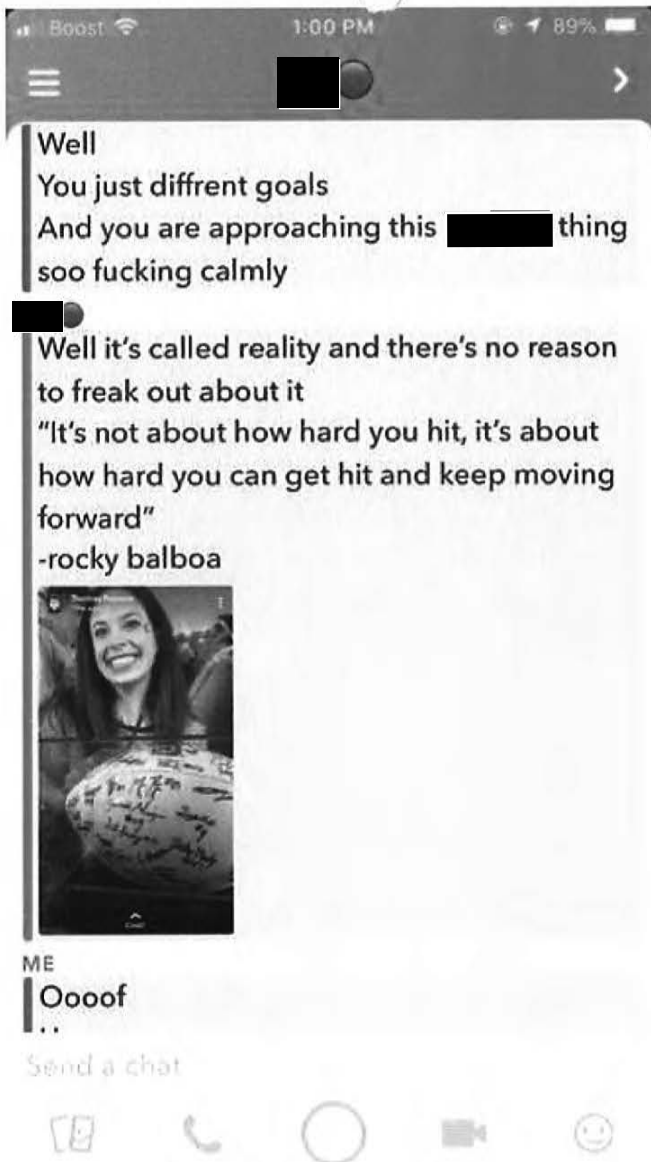 Boost
1:00 PM
89%
Well
You just diffrent goals
And you are approaching this thing
soo fucking calmly
Well it's called reality and there's no reason
to freak out about it
“It's not about how hard you hit, it's about
how hard you can get hit and keep moving
forward”
-rocky balboa
ME
Oooof
Send a chat